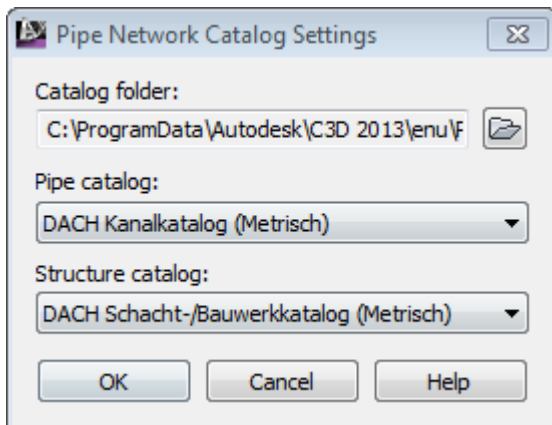 Pipe Network Catalog Settings
Catalog folder:
C:\ProgramData\Autodesk\C3D 2013\enu\F
Pipe catalog:
DACH Kanalkatalog (Metrisch)
Structure catalog:
DACH Schacht-/Bauwerkkatalog (Metrisch)
OK Cancel Help